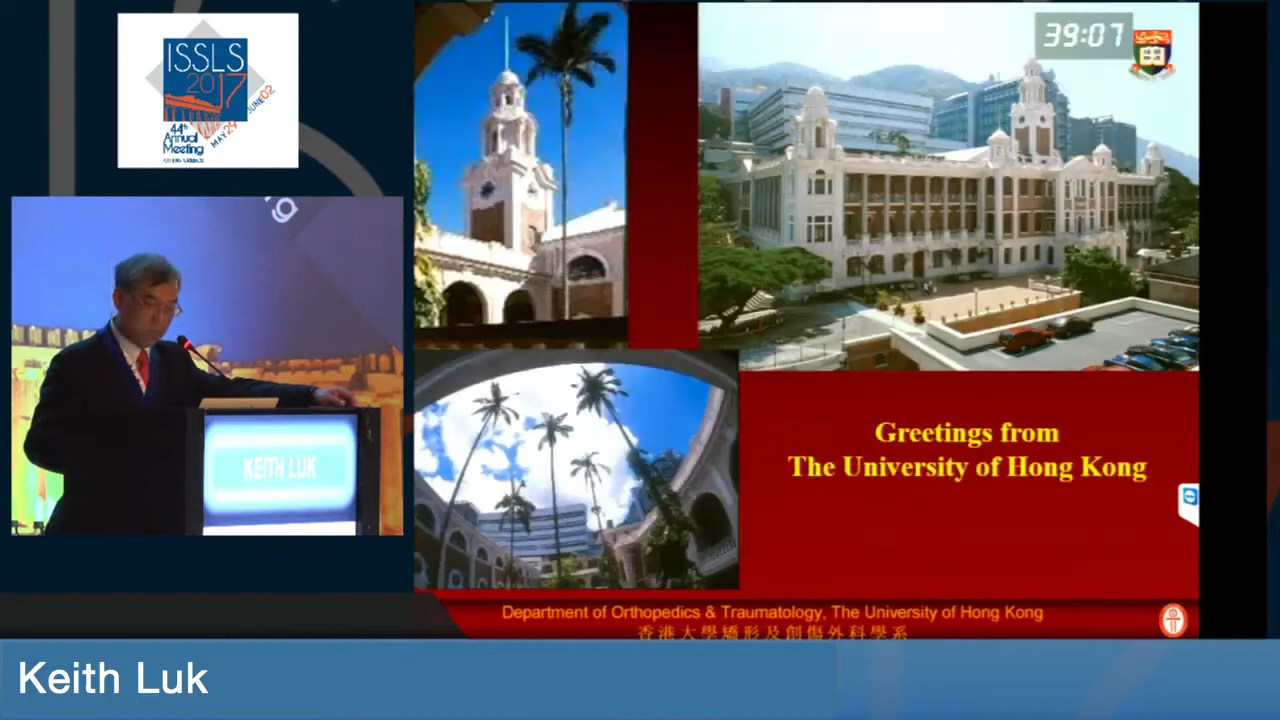 ISSLS
2017
44th
Annual
Meeting
MAY 29
JUNE 02
KEITH LUK
39:07
Greetings from
The University of Hong Kong
Department of Orthopedics & Traumatology, The University of Hong Kong
香港大學矯形及創傷外科學系
Keith Luk